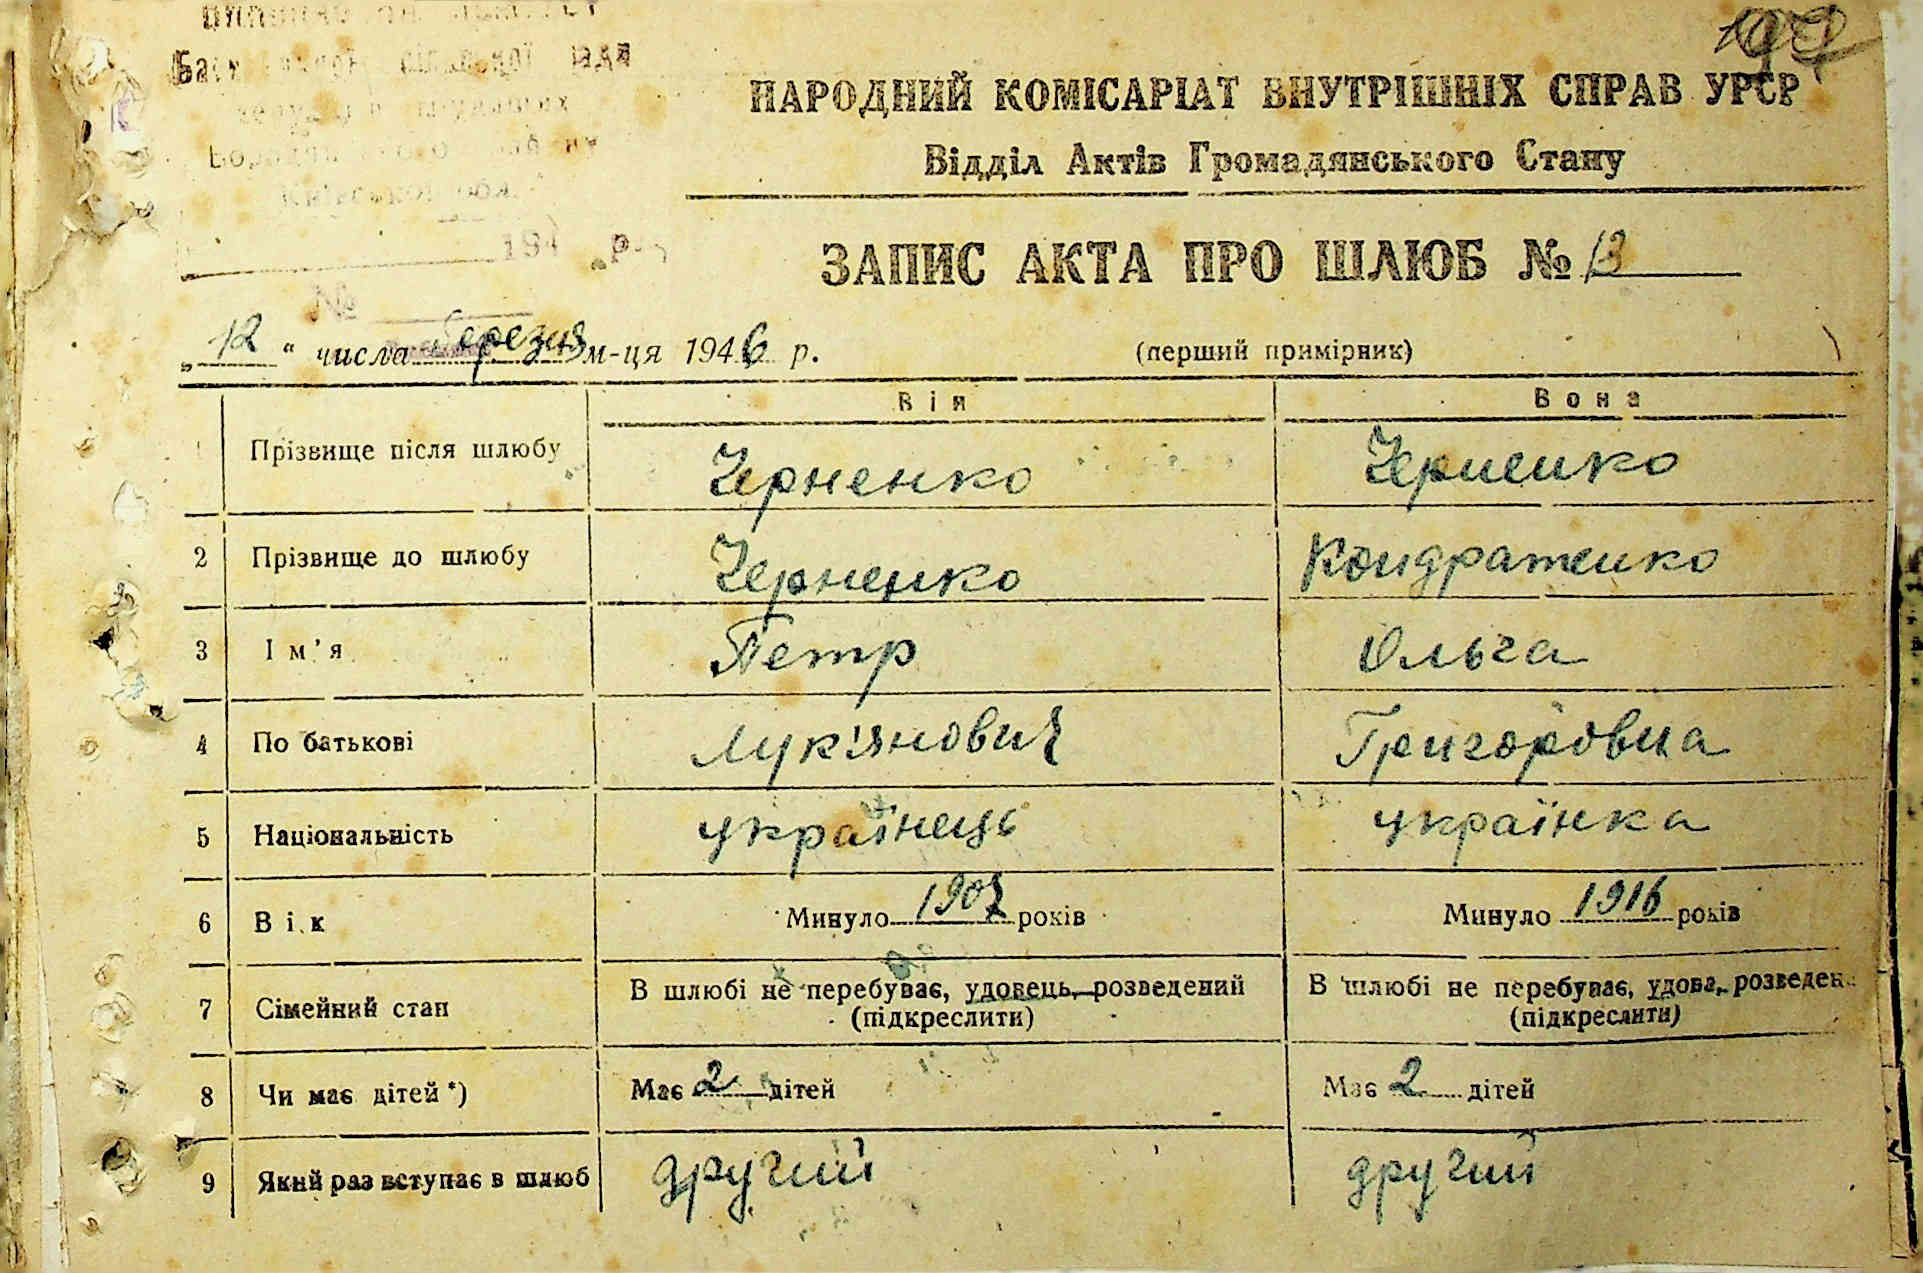 НАРОДНИЙ КОМІСАРІАТ ВНУТРІШНІХ СПРАВ УРСР
Відділ Актів Громадянського Стану
ЗАПИС АКТА ПРО ШЛЮБ № 13
194 р.
№
„12“ числа березня м-ця 1946 р. (перший примірник)
Він Вона
1 Прізвище після шлюбу Черненко Черненко
2 Прізвище до шлюбу Черненко Кондратенко
3 Ім’я Петр Ольга
4 По батькові Лук'янович Григоровна
5 Національність українець українка
6 Вік Минуло 1907 років Минуло 1916 років
7 Сімейний стан В шлюбі не перебуває, удовець, розведений В шлюбі не перебуває, удова, розведен
(підкреслити) (підкреслити)
8 Чи має дітей *) Має 2 дітей Має 2 дітей
9 Який раз вступає в шлюб другий другий